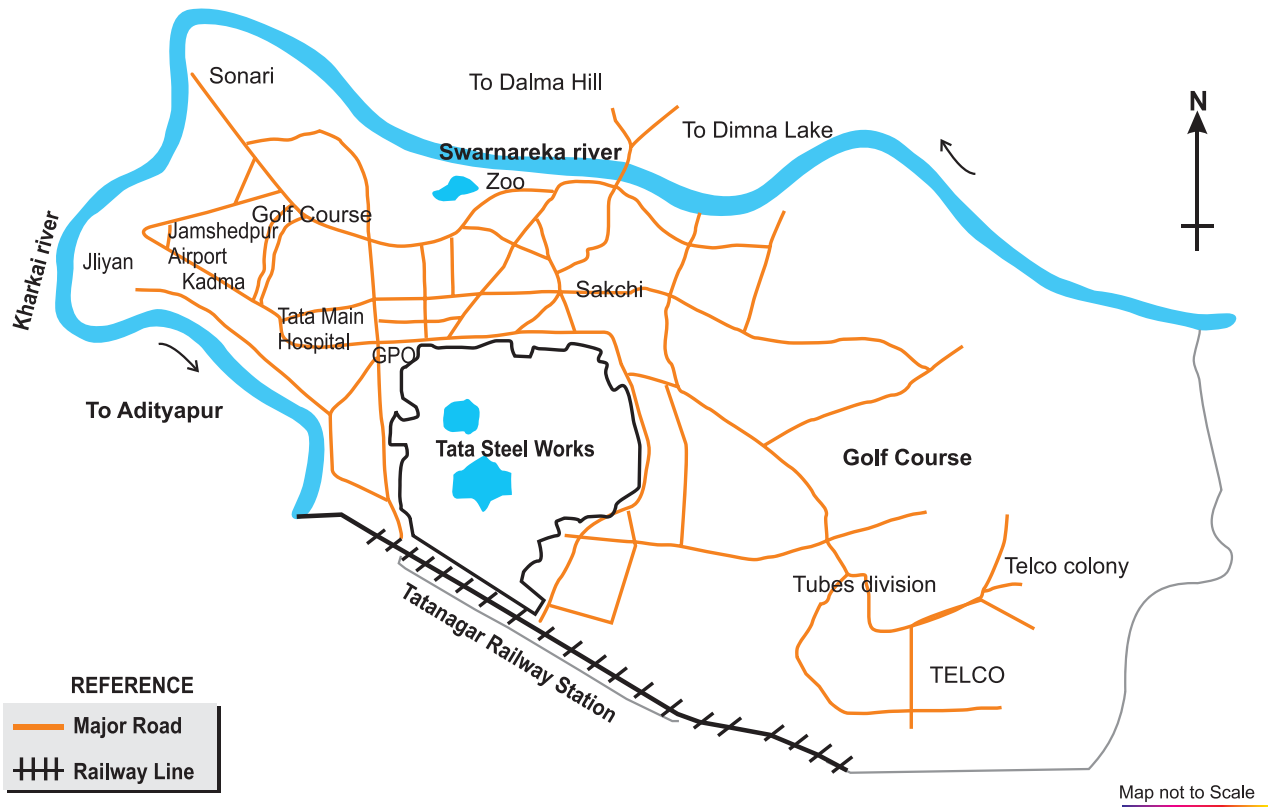 Sonari
To Dalma Hill
N
To Dimna Lake
Swarnareka river
Zoo
Golf Course
Jamshedpur
Airport
Kadma
Jliyan
Kharkai river
Sakchi
Tata Main
Hospital
GPO
To Adityapur
Tata Steel Works
Golf Course
Telco colony
Tubes division
TELCO
Tatanagar Railway Station
REFERENCE
Major Road
Railway Line
Map not to Scale